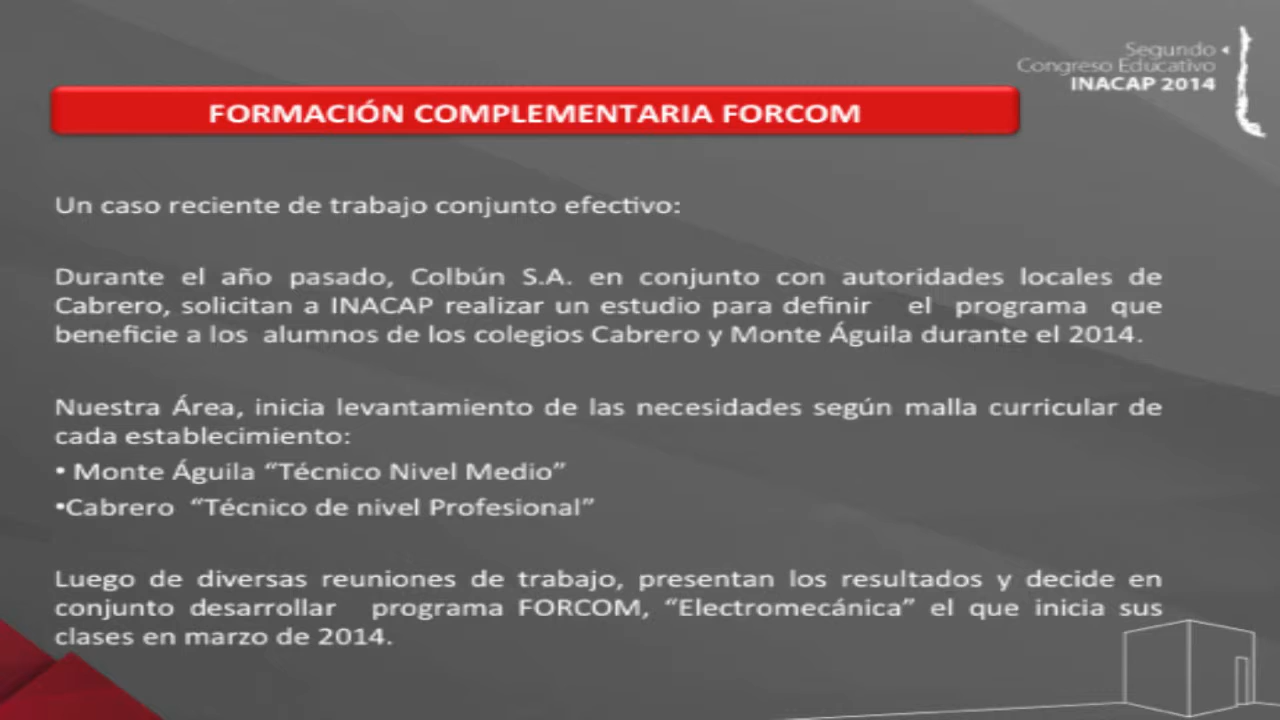 Segundo
Congreso Educativo
INACAP 2014
FORMACIÓN COMPLEMENTARIA FORCOM
Un caso reciente de trabajo conjunto efectivo:
Durante el año pasado, Colbún S.A. en conjunto con autoridades locales de
Cabrero, solicitan a INACAP realizar un estudio para definir el programa que
beneficie a los alumnos de los colegios Cabrero y Monte Águila durante el 2014.
Nuestra Área, inicia levantamiento de las necesidades según malla curricular de
cada establecimiento:
• Monte Águila “Técnico Nivel Medio”
•Cabrero “Técnico de nivel Profesional”
Luego de diversas reuniones de trabajo, presentan los resultados y decide en
conjunto desarrollar programa FORCOM, “Electromecánica” el que inicia sus
clases en marzo de 2014.